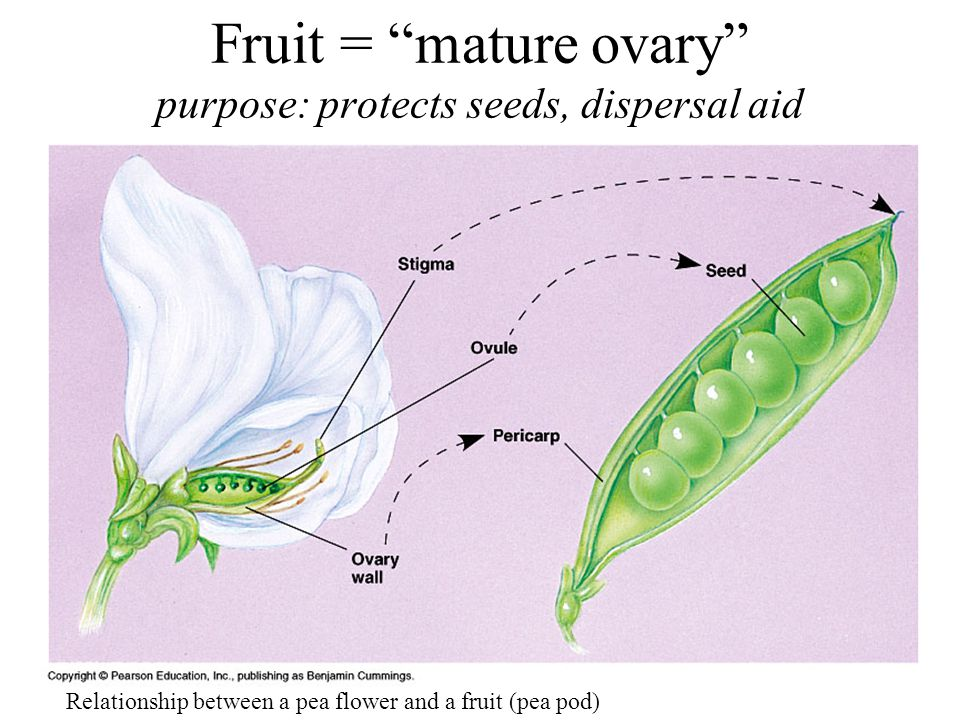 Fruit = “mature ovary”
purpose: protects seeds, dispersal aid
Stigma
Seed
Ovule
Pericarp
Ovary
wall
Copyright © Pearson Education, Inc., publishing as Benjamin Cummings.
Relationship between a pea flower and a fruit (pea pod)